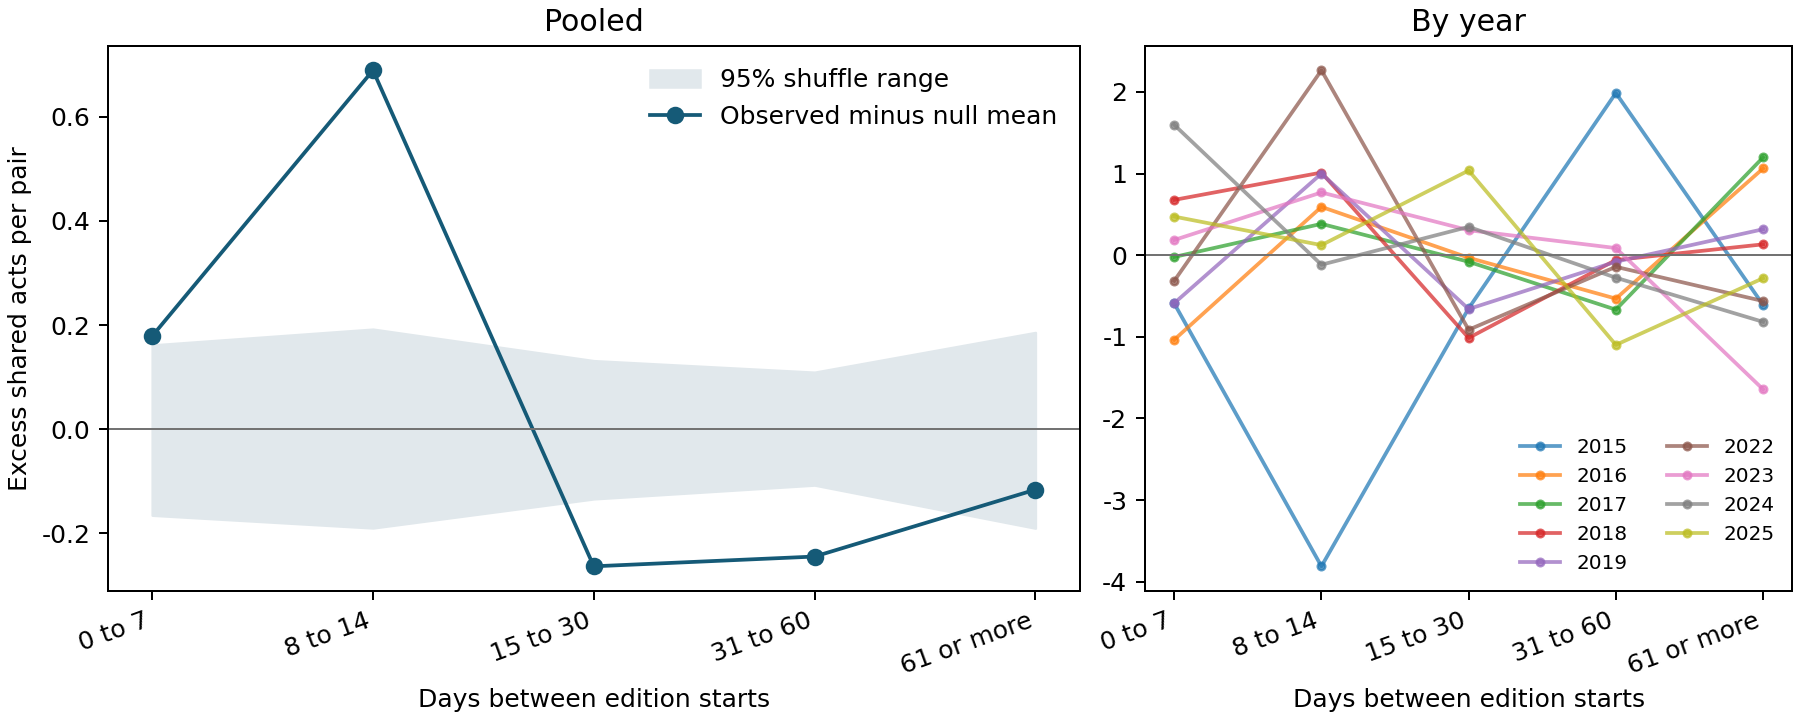 Pooled
By year
Excess shared acts per pair
0.6
0.4
0.2
0.0
-0.2
95% shuffle range
Observed minus null mean
0 to 7
8 to 14
15 to 30
31 to 60
61 or more
Days between edition starts
2
1
0
-1
-2
-3
-4
2015
2016
2017
2018
2019
2022
2023
2024
2025
0 to 7
8 to 14
15 to 30
31 to 60
61 or more
Days between edition starts